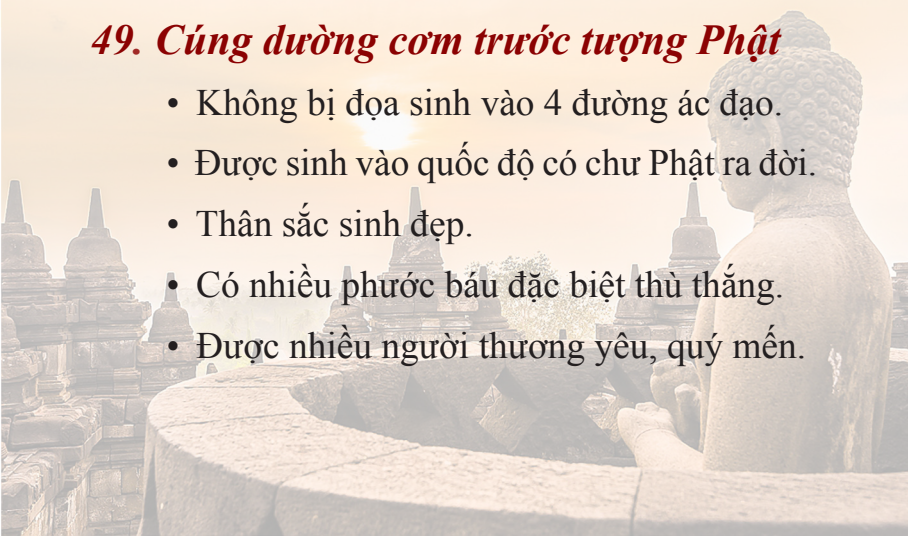 49. Cúng dường cơm trước tượng Phật
• Không bị đọa sinh vào 4 đường ác đạo.
• Được sinh vào quốc độ có chư Phật ra đời.
• Thân sắc sinh đẹp.
• Có nhiều phước báu đặc biệt thù thắng.
• Được nhiều người thương yêu, quý mến.